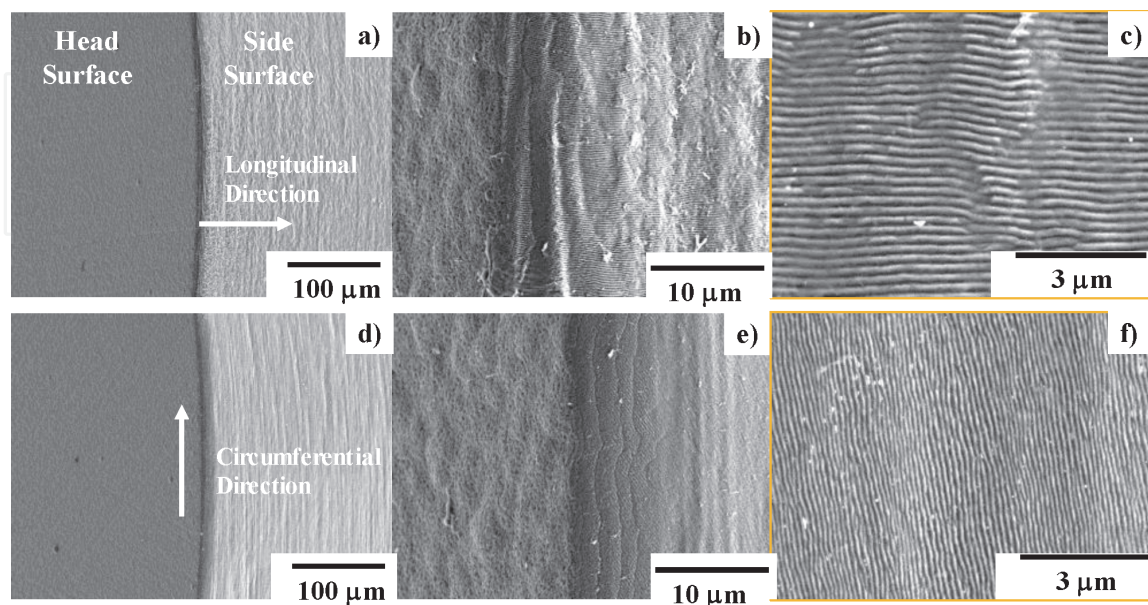 Head
Surface
Side
Surface
a)
Longitudinal
Direction
100 μm
b)
10 μm
c)
3 μm
d)
Circumferential
Direction
100 μm
e)
10 μm
f)
3 μm